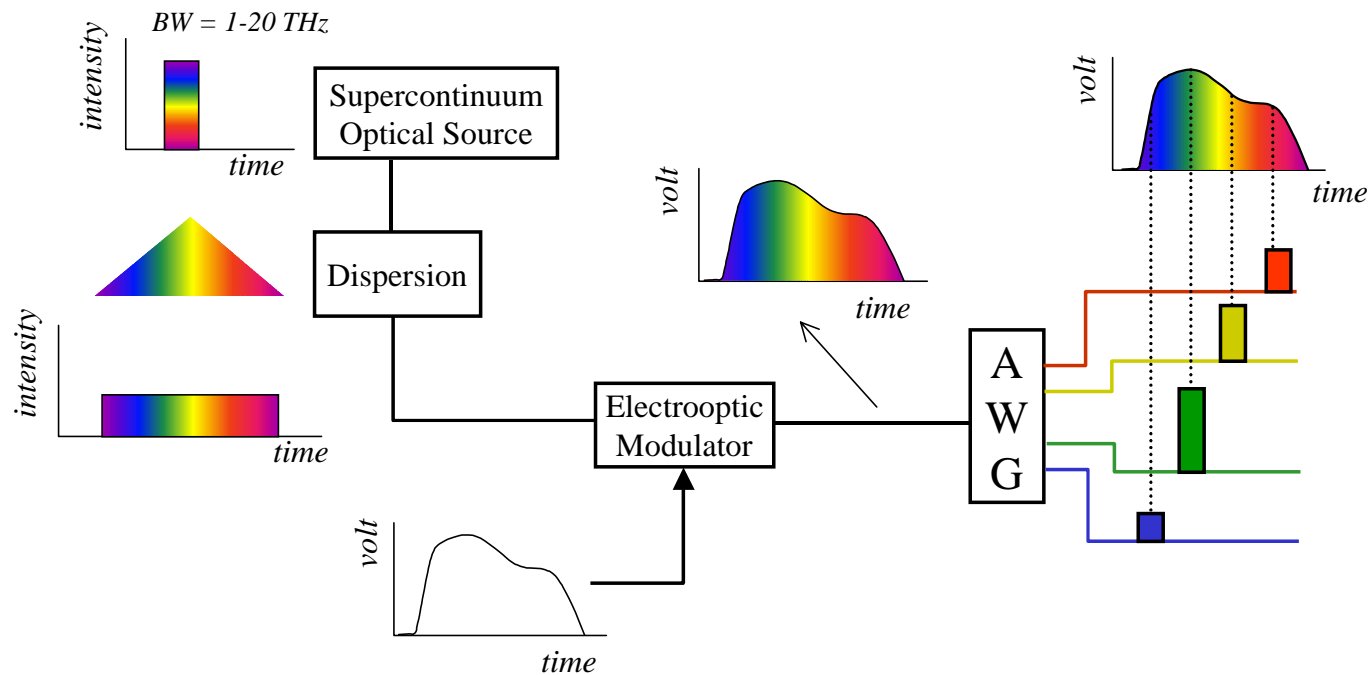 BW = 1-20 THz
intensity
time
Supercontinuum
Optical Source
volt
time
volt
time
Dispersion
intensity
time
Electrooptic
Modulator
A
W
G
volt
time